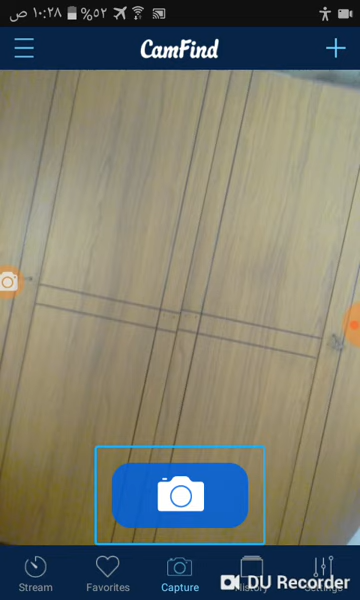 ١٠:٢٨ ص ٥٢%
CamFind
DU Recorder
Stream Favorites Capture History Settings